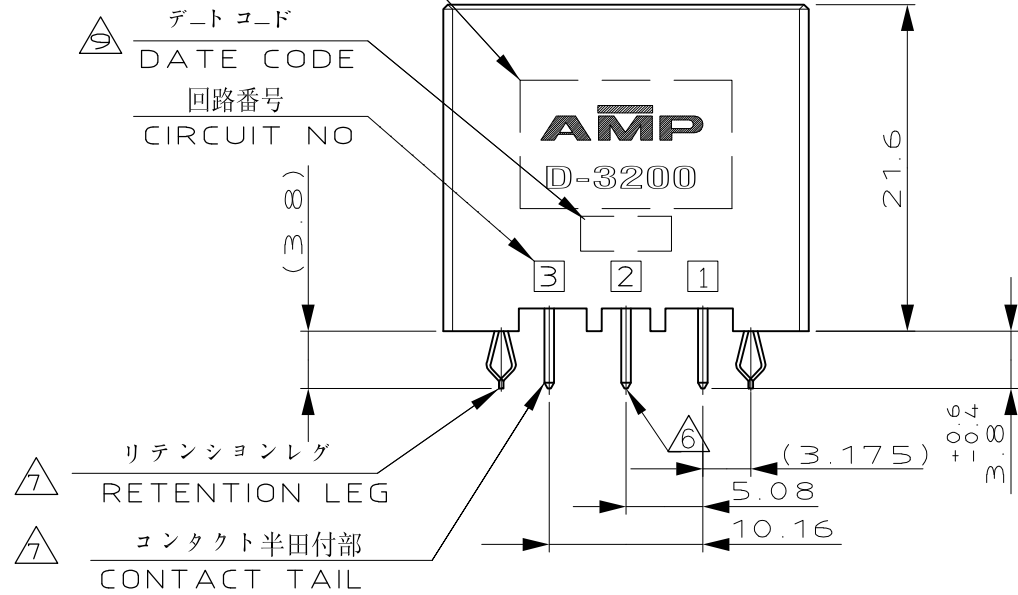 デート コード
9
DATE CODE
回路番号
CIRCUIT NO
AMP
D-3200
3
2
1
(3.8)
21.6
3.8 +0.6 -0.4
6
(3.175)
5.08
10.16
リテンションレグ
7
RETENTION LEG
7
コンタクト半田付部
CONTACT TAIL